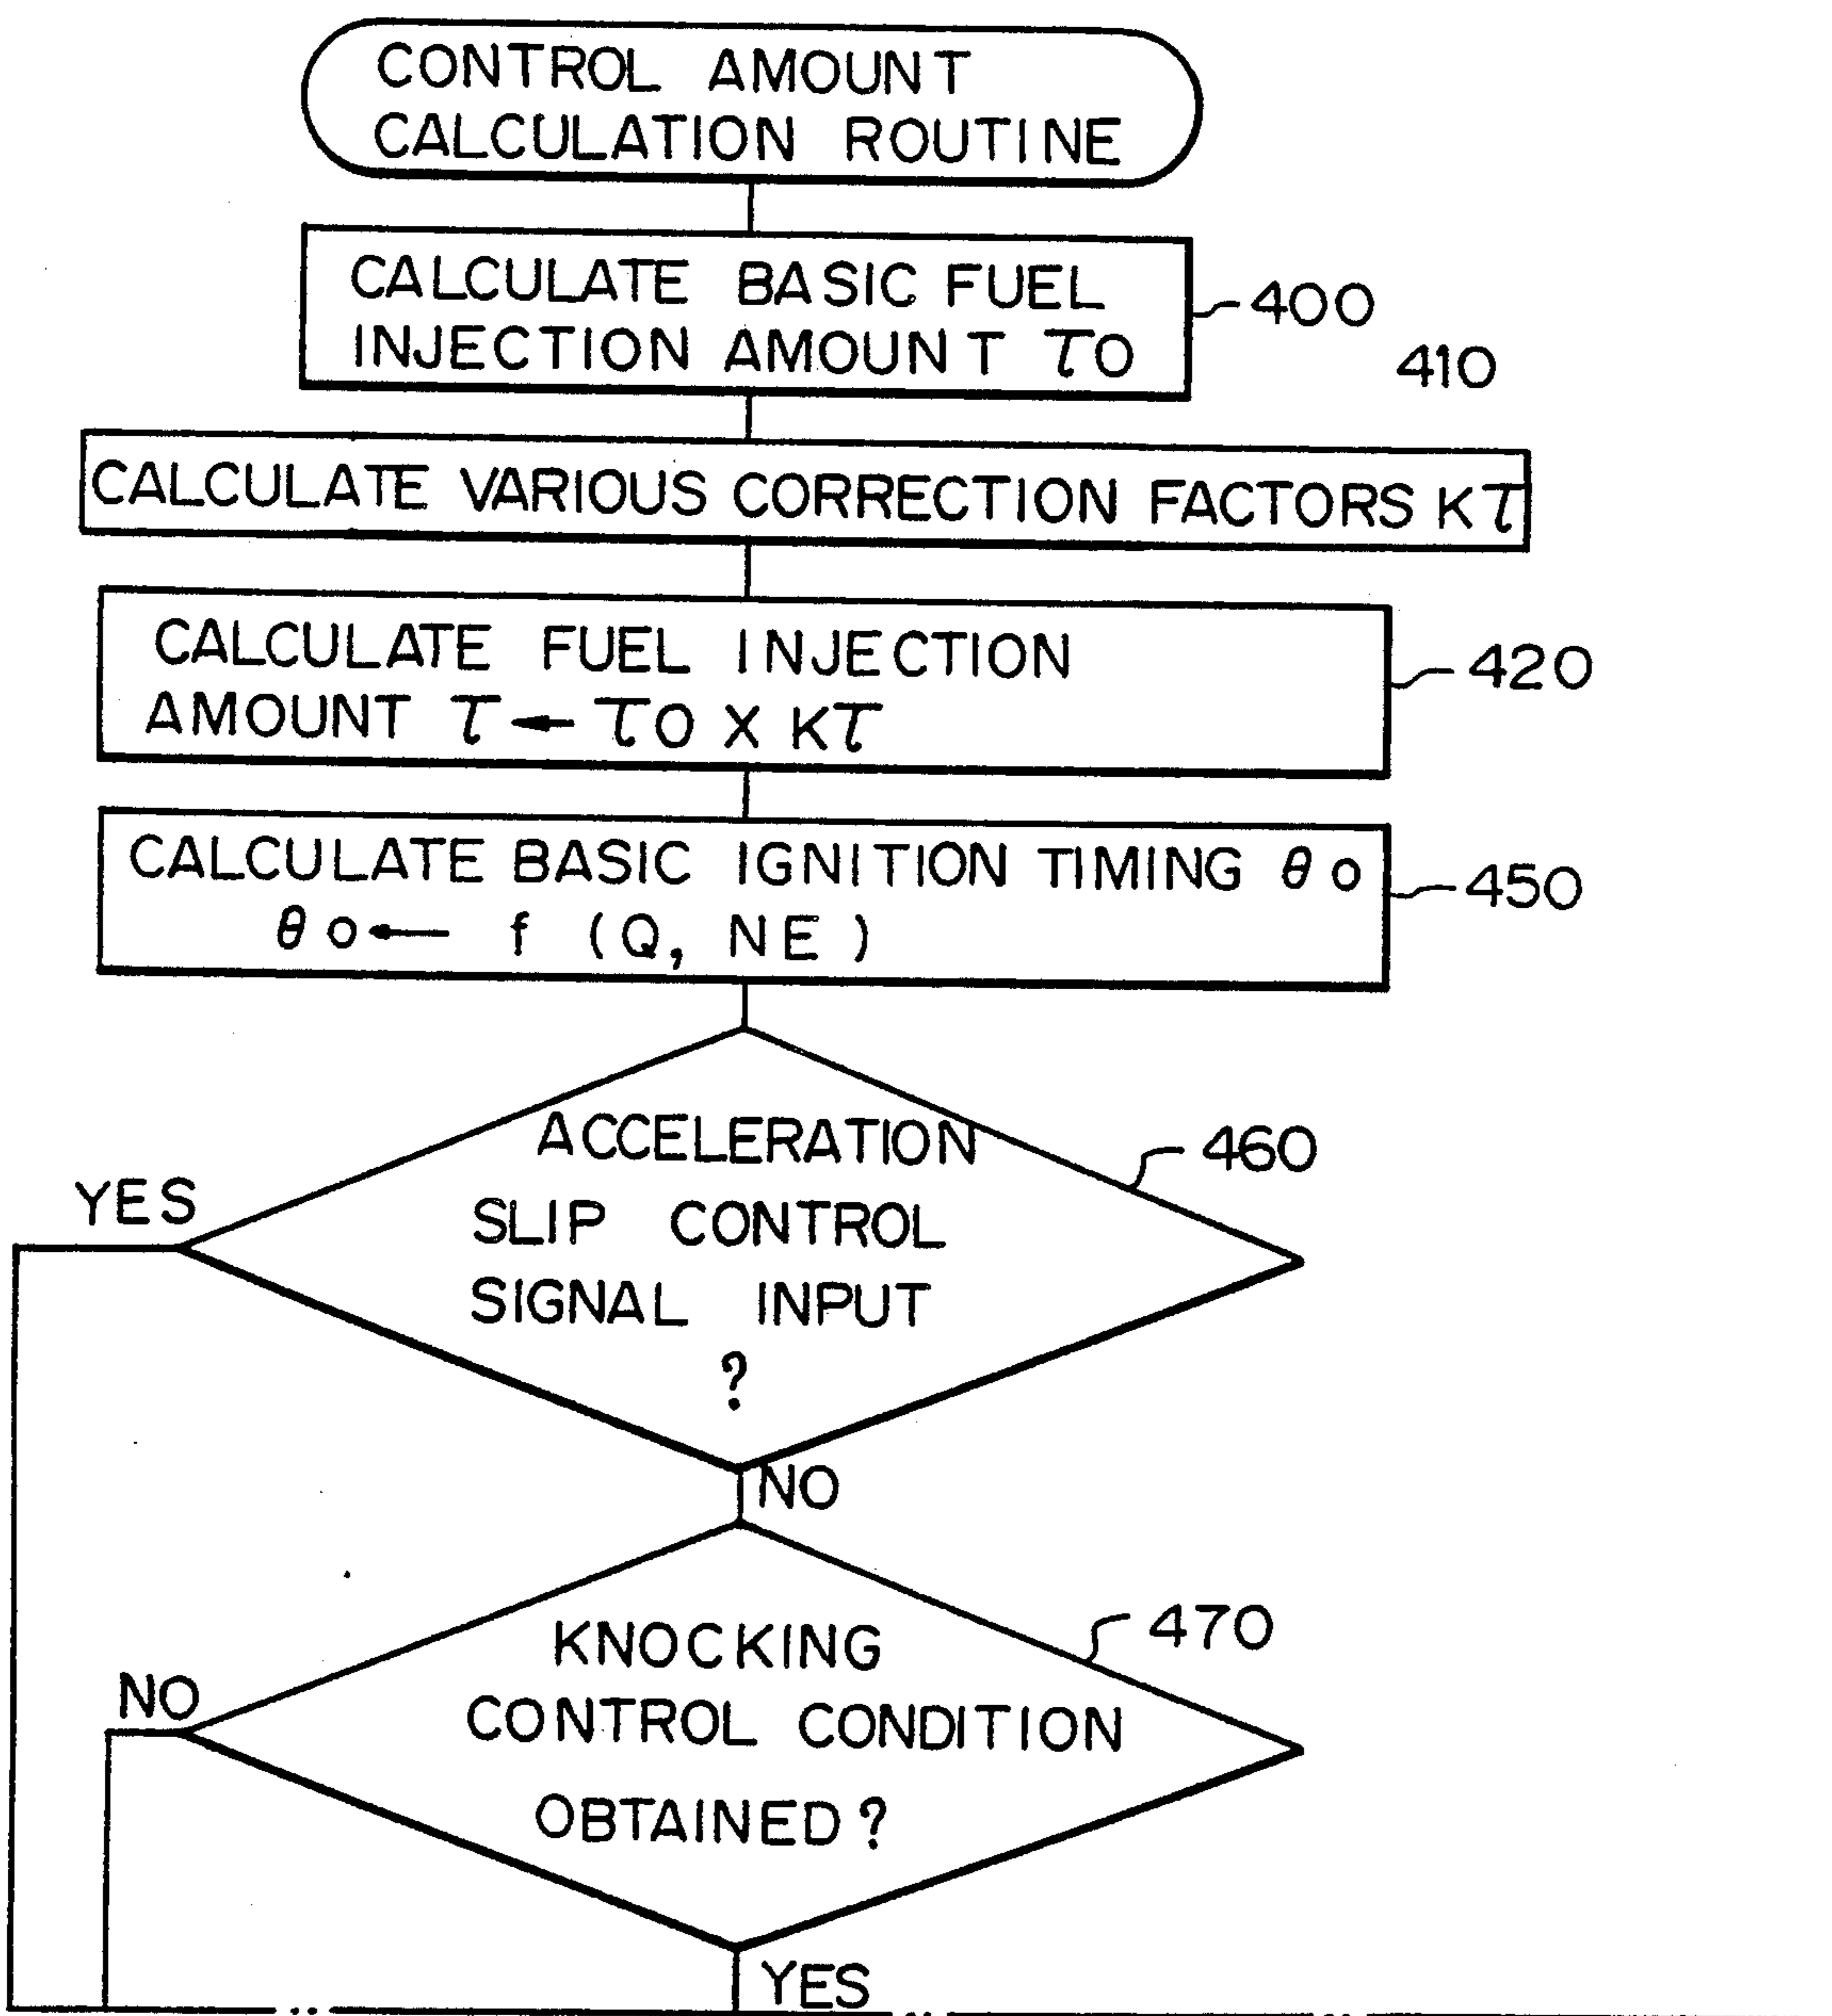 CONTROL AMOUNT
CALCULATION ROUTINE
CALCULATE BASIC FUEL
INJECTION AMOUNT τO
400
410
CALCULATE VARIOUS CORRECTION FACTORS Kτ
CALCULATE FUEL INJECTION
AMOUNT τ ← τO X Kτ
420
CALCULATE BASIC IGNITION TIMING θo
θo ← f (Q, NE)
450
ACCELERATION
SLIP CONTROL
SIGNAL INPUT
?
460
YES
NO
KNOCKING
CONTROL CONDITION
OBTAINED?
470
NO
YES